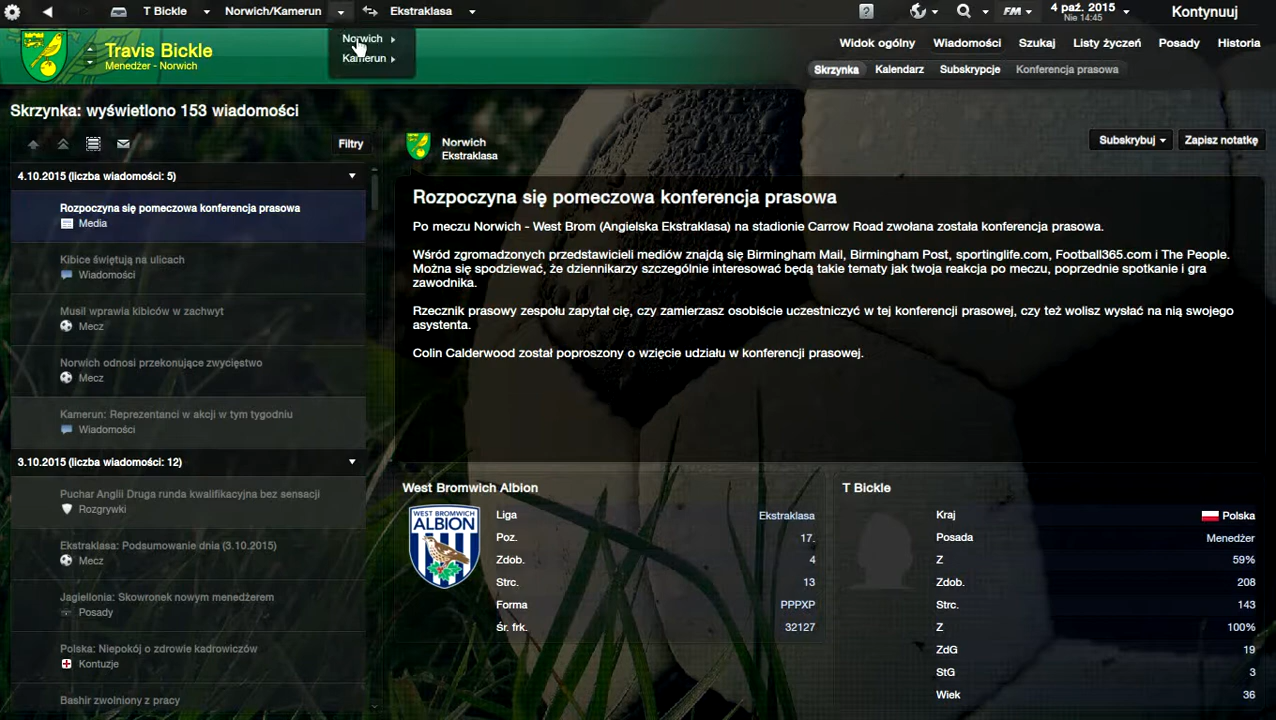 T Bickle
Norwich/Kamerun
Ekstraklasa
?
FM
4 paź. 2015
Nie 14:45
Kontynuuj
Norwich
Kamerun
Travis Bickle
Menedżer - Norwich
Widok ogólny
Wiadomości
Szukaj
Listy życzeń
Posady
Historia
Skrzynka
Kalendarz
Subskrypcje
Konferencja prasowa
Skrzynka: wyświetlono 153 wiadomości
Filtry
4.10.2015 (liczba wiadomości: 5)
Rozpoczyna się pomeczowa konferencja prasowa
Media
Kibice świętują na ulicach
Wiadomości
Musil wprawia kibiców w zachwyt
Mecz
Norwich odnosi przekonujące zwycięstwo
Mecz
Kamerun: Reprezentanci w akcji w tym tygodniu
Wiadomości
3.10.2015 (liczba wiadomości: 12)
Puchar Anglii Druga runda kwalifikacyjna bez sensacji
Rozgrywki
Ekstraklasa: Podsumowanie dnia (3.10.2015)
Mecz
Jagiellonia: Skowronek nowym menedżerem
Posady
Polska: Niepokój o zdrowie kadrowiczów
Kontuzje
Bashir zwolniony z pracy
Norwich
Ekstraklasa
Subskrybuj
Zapisz notatkę
Rozpoczyna się pomeczowa konferencja prasowa
Po meczu Norwich - West Brom (Angielska Ekstraklasa) na stadionie Carrow Road zwołana została konferencja prasowa.
Wśród zgromadzonych przedstawicieli mediów znajdą się Birmingham Mail, Birmingham Post, sportinglife.com, Football365.com i The People.
Można się spodziewać, że dziennikarzy szczególnie interesować będą takie tematy jak twoja reakcja po meczu, poprzednie spotkanie i gra
zawodnika.
Rzecznik prasowy zespołu zapytał cię, czy zamierzasz osobiście uczestniczyć w tej konferencji prasowej, czy też wolisz wysłać na nią swojego
asystenta.
Colin Calderwood został poproszony o wzięcie udziału w konferencji prasowej.
West Bromwich Albion
WEST BROMWICH
ALBION
Liga Ekstraklasa
Poz. 17.
Zdob. 4
Strc. 13
Forma PPPXP
Śr. frk. 32127
T Bickle
Kraj Polska
Posada Menedżer
Z 59%
Zdob. 208
Strc. 143
Z 100%
ZdG 19
StG 3
Wiek 36